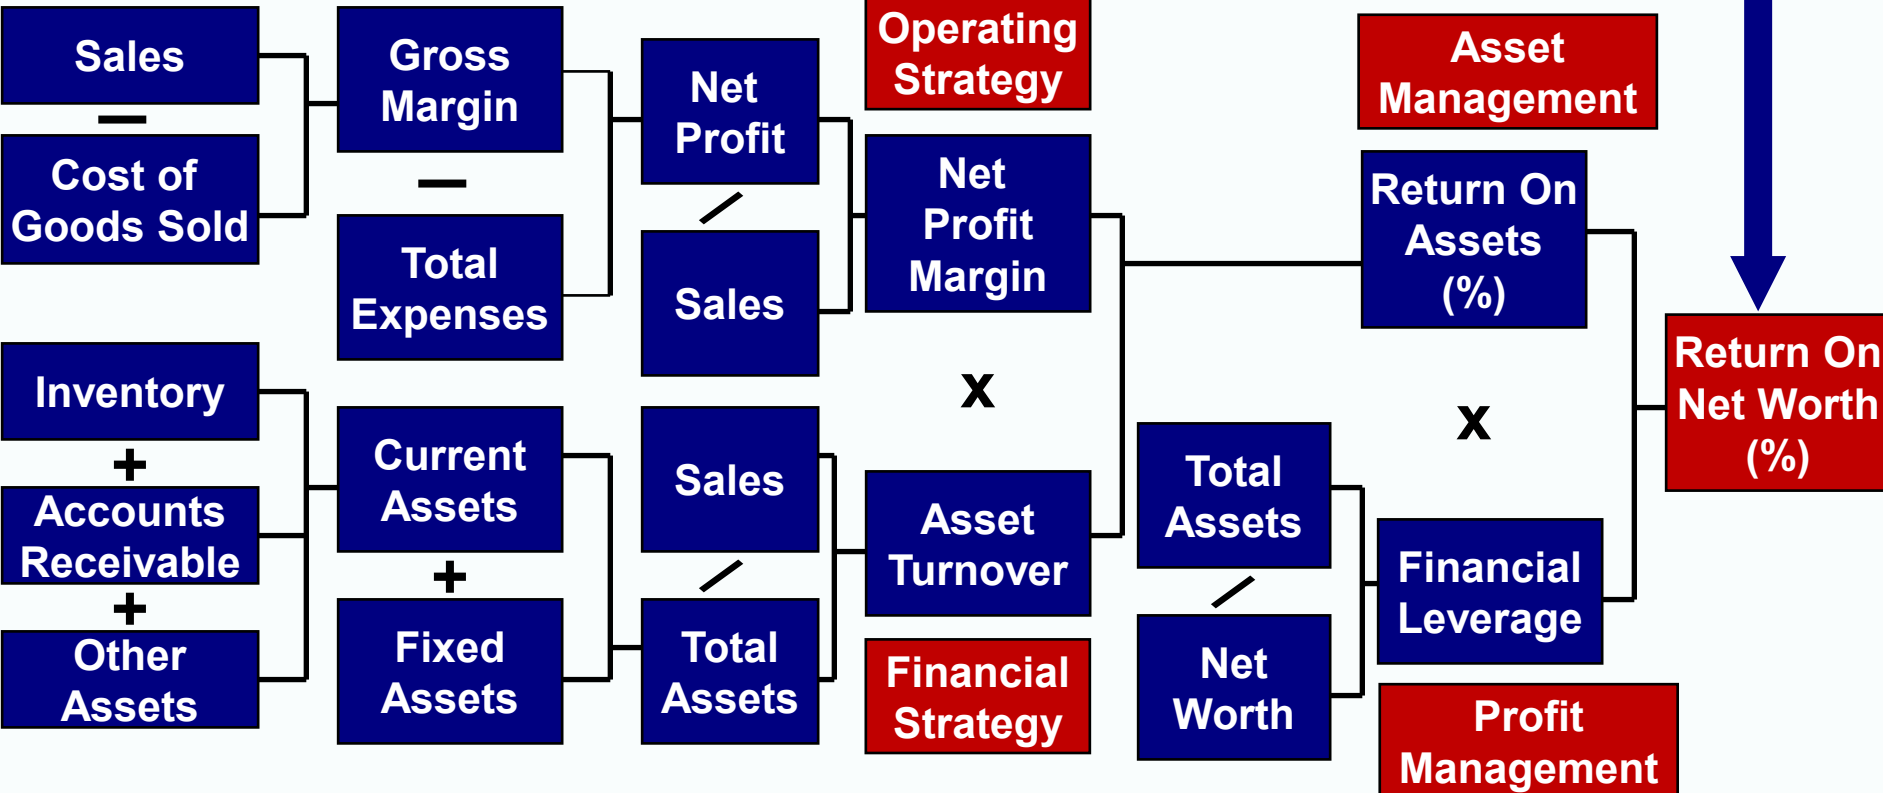 Sales
—
Cost of
Goods Sold
Gross
Margin
—
Total
Expenses
Net
Profit
/
Sales
Operating
Strategy
Net
Profit
Margin
x
Asset
Turnover
Financial
Strategy
Inventory
+
Accounts
Receivable
+
Other
Assets
Current
Assets
+
Fixed
Assets
Sales
/
Total
Assets
Asset
Management
Return On
Assets
(%)
x
Total
Assets
/
Net
Worth
Financial
Leverage
Profit
Management
Return On
Net Worth
(%)